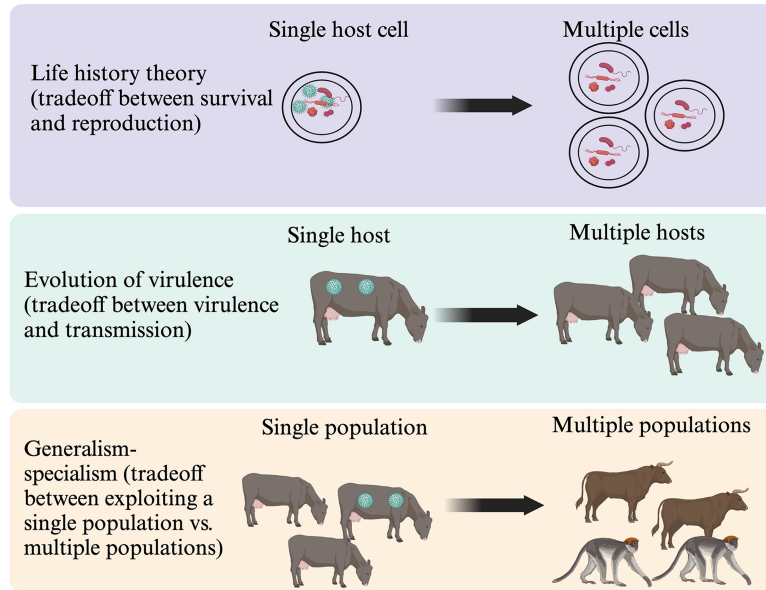 Single host cell
Multiple cells
Life history theory
(tradeoff between survival
and reproduction)
Single host
Multiple hosts
Evolution of virulence
(tradeoff between virulence
and transmission)
Single population
Multiple populations
Generalism-
specialism (tradeoff
between exploiting a
single population vs.
multiple populations)